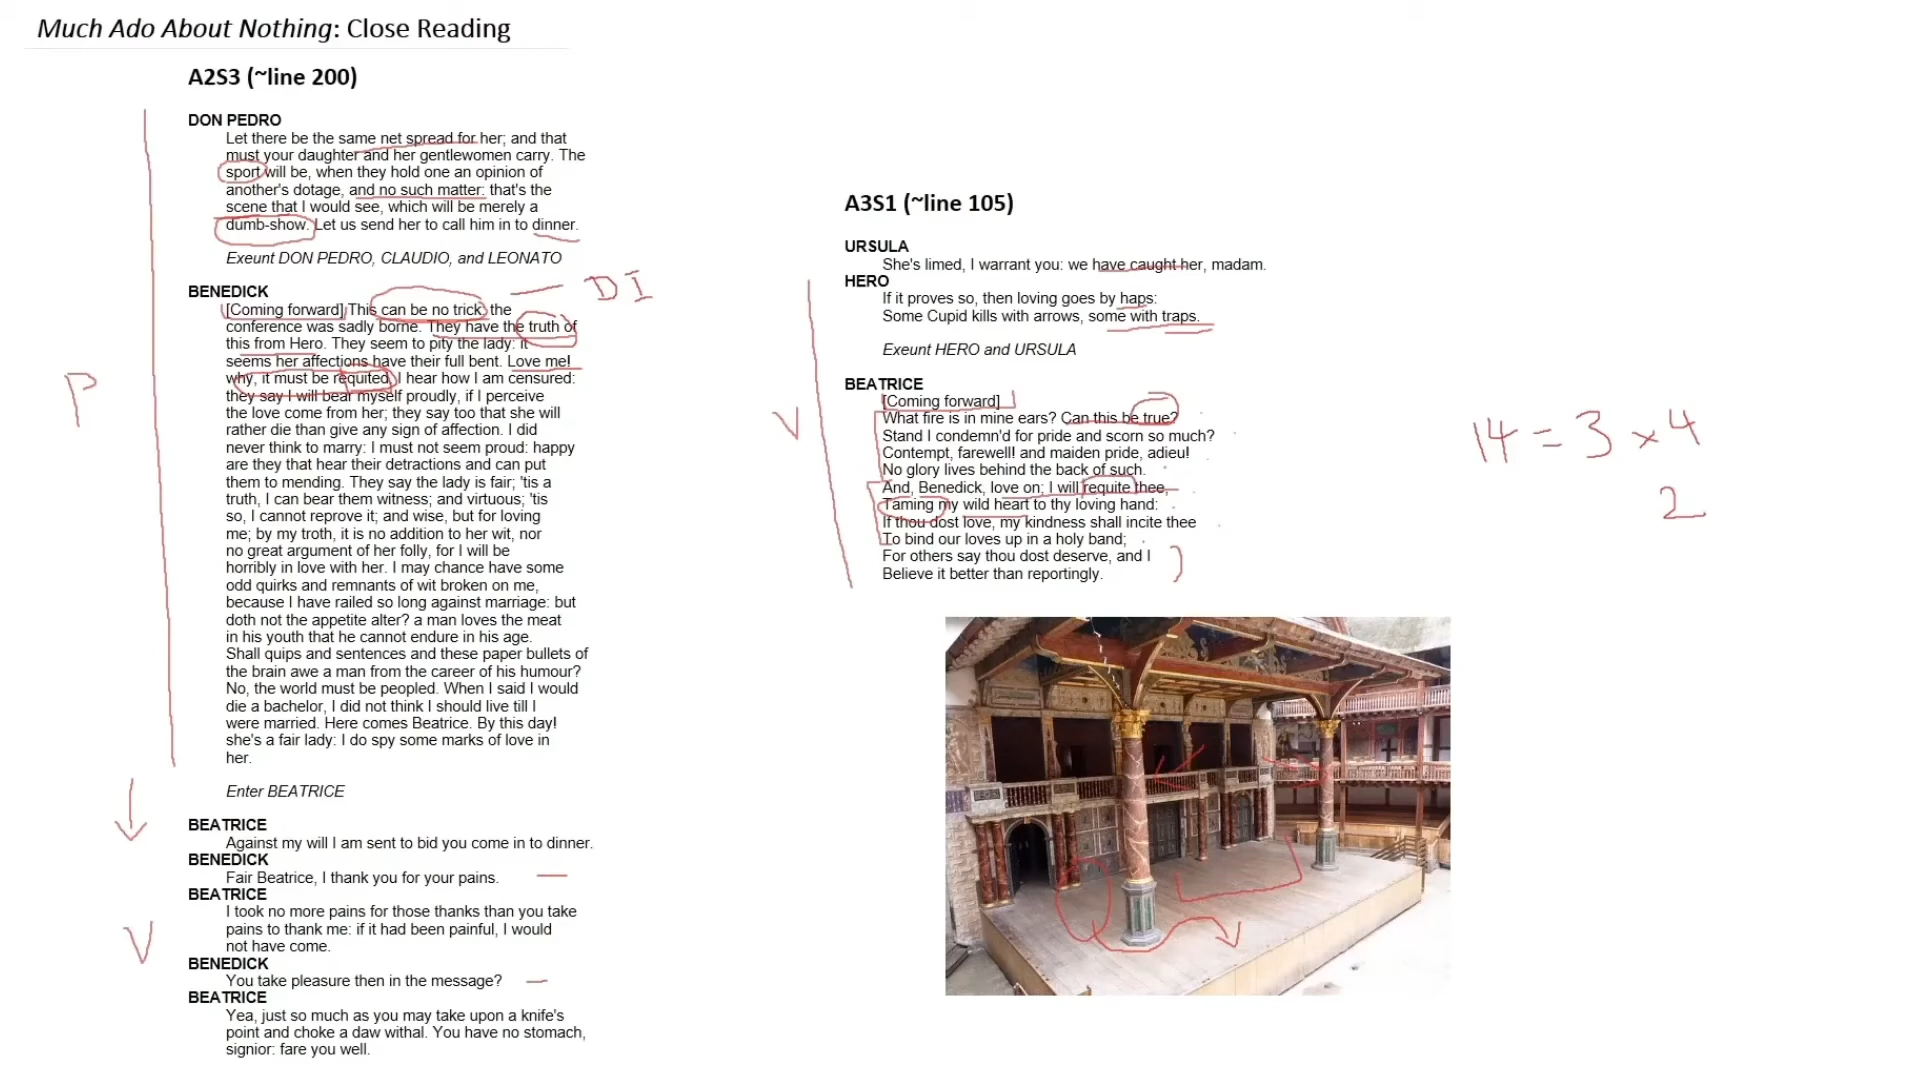 Much Ado About Nothing: Close Reading
A2S3 (~line 200)
DON PEDRO
Let there be the same net spread for her; and that
must your daughter and her gentlewomen carry. The
sport will be, when they hold one an opinion of
another's dotage, and no such matter: that's the
scene that I would see, which will be merely a
dumb-show. Let us send her to call him in to dinner.
Exeunt DON PEDRO, CLAUDIO, and LEONATO
BENEDICK
[Coming forward] This can be no trick: the
conference was sadly borne. They have the truth of
this from Hero. They seem to pity the lady: it
seems her affections have their full bent. Love me!
why, it must be requited. I hear how I am censured:
they say I will bear myself proudly, if I perceive
the love come from her; they say too that she will
rather die than give any sign of affection. I did
never think to marry: I must not seem proud: happy
are they that hear their detractions and can put
them to mending. They say the lady is fair; 'tis a
truth, I can bear them witness; and virtuous; 'tis
so, I cannot reprove it; and wise, but for loving
me; by my troth, it is no addition to her wit, nor
no great argument of her folly, for I will be
horribly in love with her. I may chance have some
odd quirks and remnants of wit broken on me,
because I have railed so long against marriage: but
doth not the appetite alter? a man loves the meat
in his youth that he cannot endure in his age.
Shall quips and sentences and these paper bullets of
the brain awe a man from the career of his humour?
No, the world must be peopled. When I said I would
die a bachelor, I did not think I should live till I
were married. Here comes Beatrice. By this day!
she's a fair lady: I do spy some marks of love in
her.
Enter BEATRICE
BEATRICE
Against my will I am sent to bid you come in to dinner.
BENEDICK
Fair Beatrice, I thank you for your pains.
BEATRICE
I took no more pains for those thanks than you take
pains to thank me: if it had been painful, I would
not have come.
BENEDICK
You take pleasure then in the message?
BEATRICE
Yea, just so much as you may take upon a knife's
point and choke a daw withal. You have no stomach,
signior: fare you well.
P
V
DI
A3S1 (~line 105)
URSULA
She's limed, I warrant you: we have caught her, madam.
HERO
If it proves so, then loving goes by haps:
Some Cupid kills with arrows, some with traps.
Exeunt HERO and URSULA
BEATRICE
[Coming forward]
What fire is in mine ears? Can this be true?
Stand I condemn'd for pride and scorn so much?
Contempt, farewell! and maiden pride, adieu!
No glory lives behind the back of such.
And, Benedick, love on; I will requite thee,
Taming my wild heart to thy loving hand:
If thou dost love, my kindness shall incite thee
To bind our loves up in a holy band;
For others say thou dost deserve, and I
Believe it better than reportingly.
V
14 = 3 x 4
2